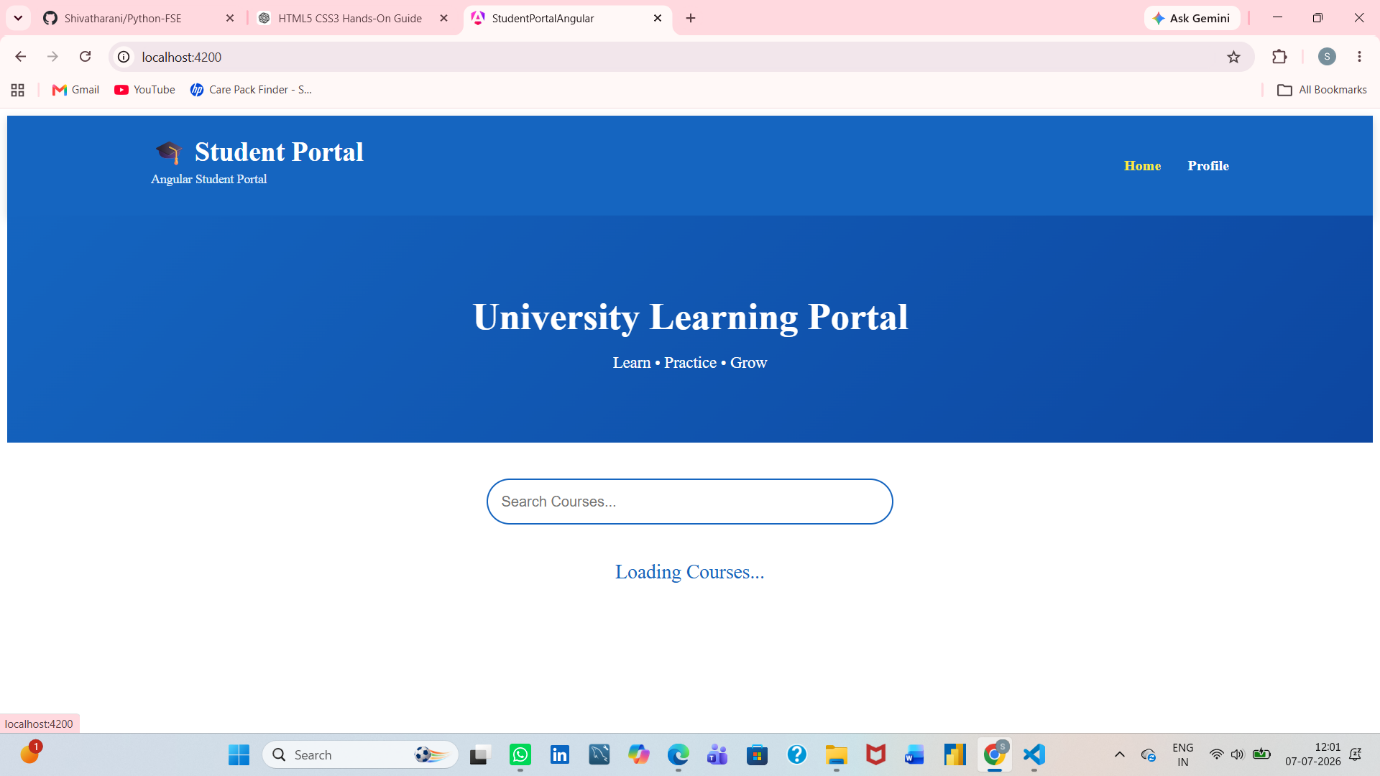 Shivatharani/Python-FSE
HTML5 CSS3 Hands-On Guide
StudentPortalAngular
Ask Gemini
localhost:4200
S
Gmail
YouTube
hp
Care Pack Finder - S...
All Bookmarks
Student Portal
Angular Student Portal
Home
Profile
University Learning Portal
Learn • Practice • Grow
Search Courses...
Loading Courses...
localhost:4200
1
Search
ENG
IN
12:01
07-07-2026